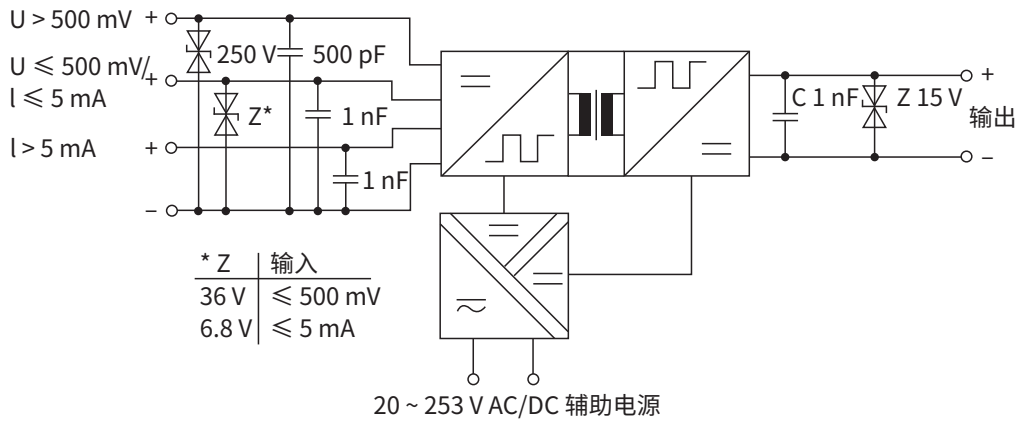 U > 500 mV +
250 V
500 pF
U ≤ 500 mV/
+
l ≤ 5 mA
Z*
1 nF
l > 5 mA +
1 nF
–
C 1 nF
Z 15 V
+
输出
–
* Z 输入
36 V ≤ 500 mV
6.8 V ≤ 5 mA
20 ~ 253 V AC/DC 辅助电源